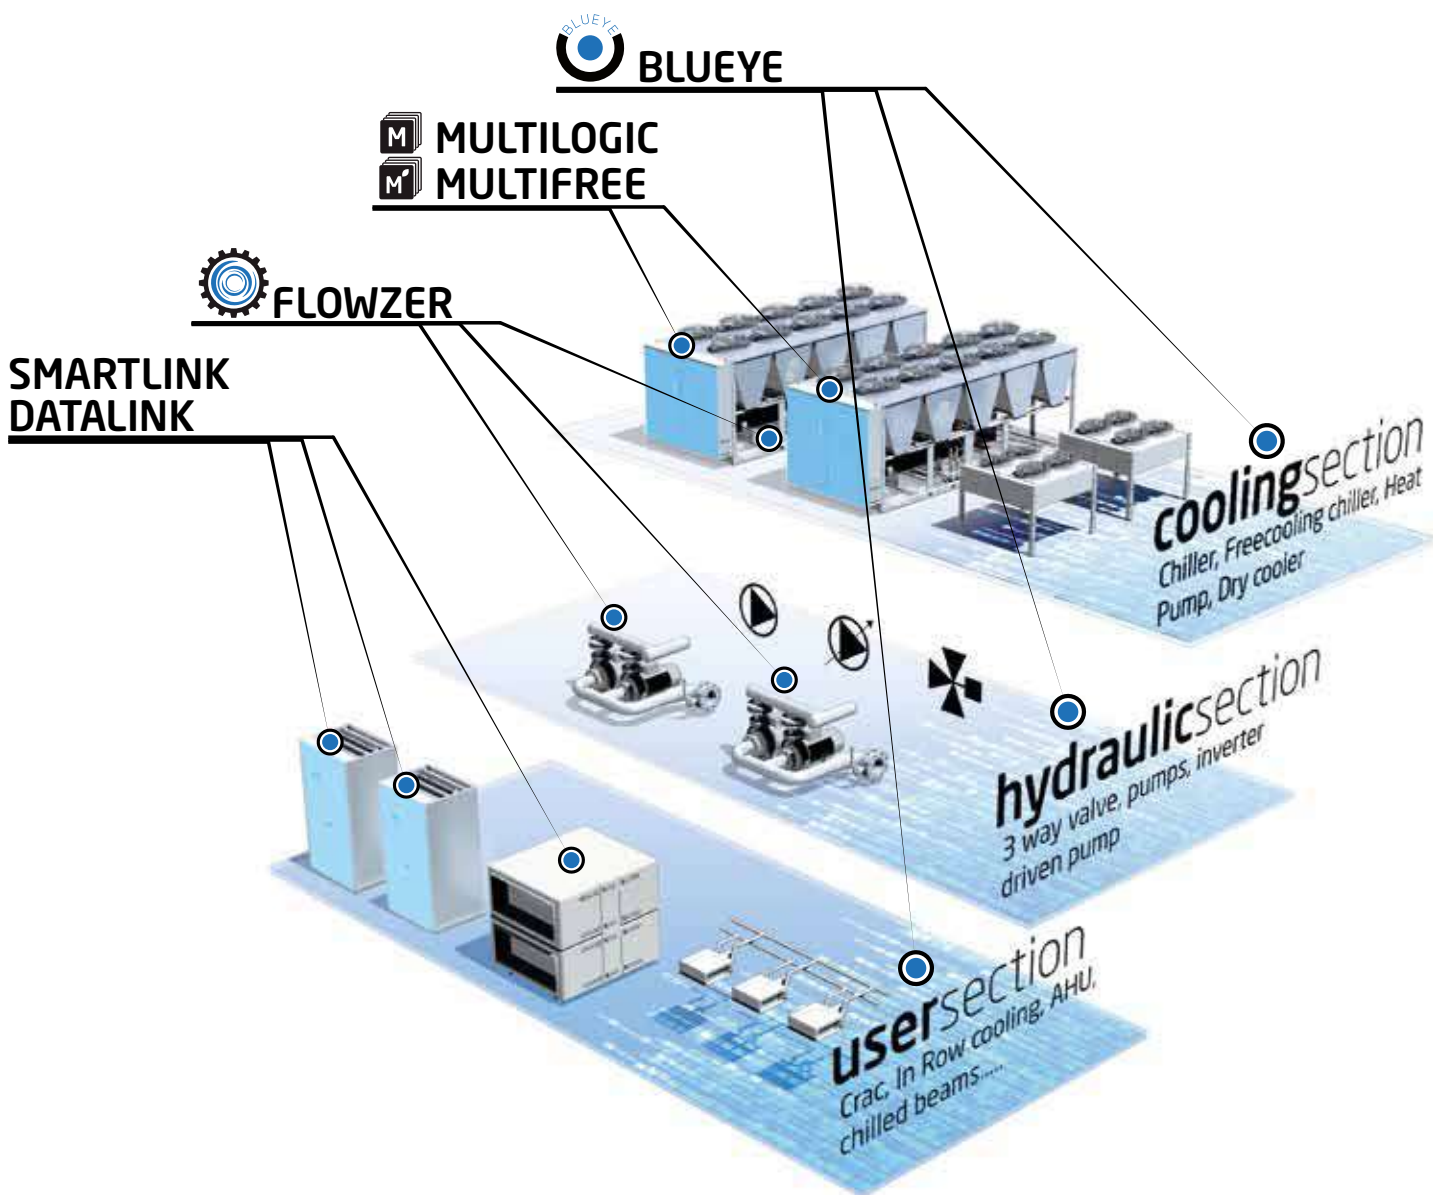 BLUEYE
BLUEYE
M MULTILOGIC
M MULTIFREE
FLOWZER
SMARTLINK
DATALINK
coolingsection
Chiller, Freecooling chiller, Heat
Pump, Dry cooler
hydraulicsection
3 way valve, pumps, inverter
driven pump
usersection
Crac, In Row cooling, AHU,
chilled beams.....